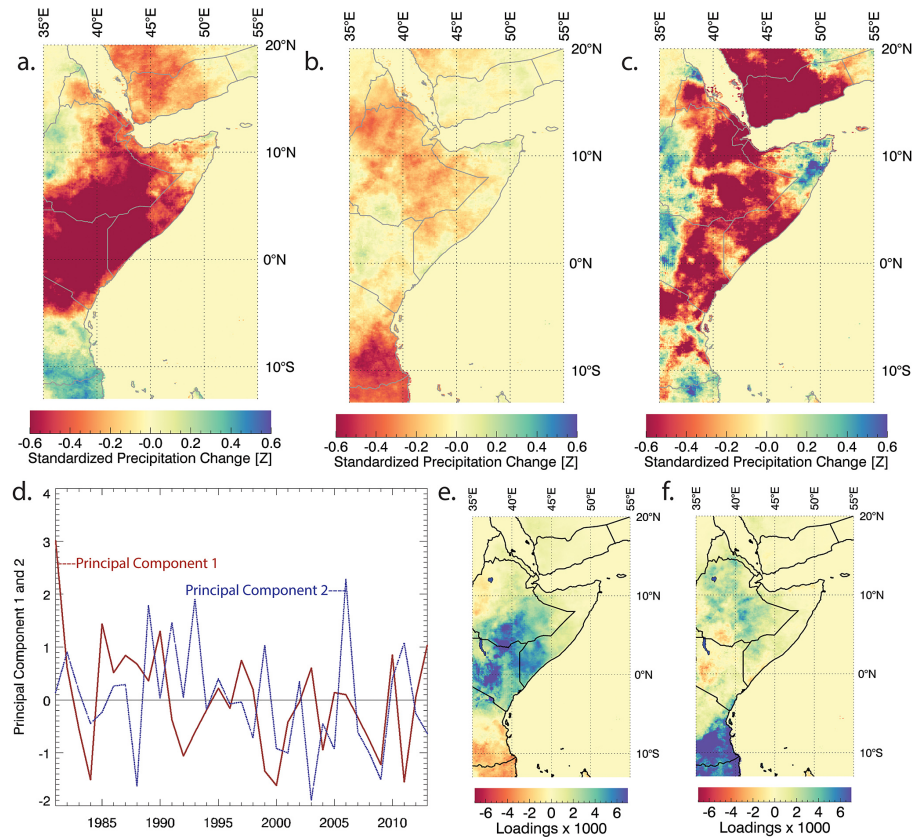 35°E 40°E 45°E 50°E 55°E 35°E 40°E 45°E 50°E 55°E 35°E 40°E 45°E 50°E 55°E
a. 20°N b. 20°N c. 20°N
10°N 10°N 10°N
0°N 0°N 0°N
10°S 10°S 10°S
-0.6 -0.4 -0.2 -0.0 0.2 0.4 0.6 -0.6 -0.4 -0.2 -0.0 0.2 0.4 0.6 -0.6 -0.4 -0.2 -0.0 0.2 0.4 0.6
Standardized Precipitation Change [Z] Standardized Precipitation Change [Z] Standardized Precipitation Change [Z]
d. e. 35°E 40°E 45°E 55°E f. 35°E 40°E 45°E 55°E
4
3
2
1
0
-1
-2
Principal Component 1 and 2
Principal Component 1
Principal Component 2
1985 1990 1995 2000 2005 2010
20°N 20°N
10°N 10°N
0°N 0°N
10°S 10°S
-6 -4 -2 0 2 4 6 -6 -4 -2 0 2 4 6
Loadings x 1000 Loadings x 1000